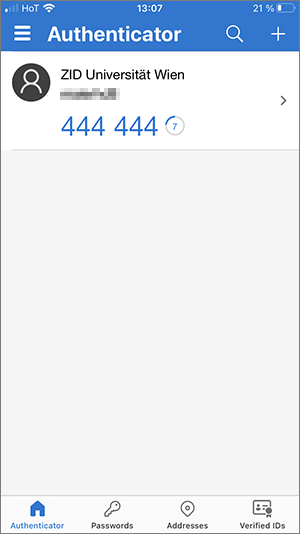 HoT 13:07 21 %
Authenticator
ZID Universität Wien
444 444 7
Authenticator Passwords Addresses Verified IDs